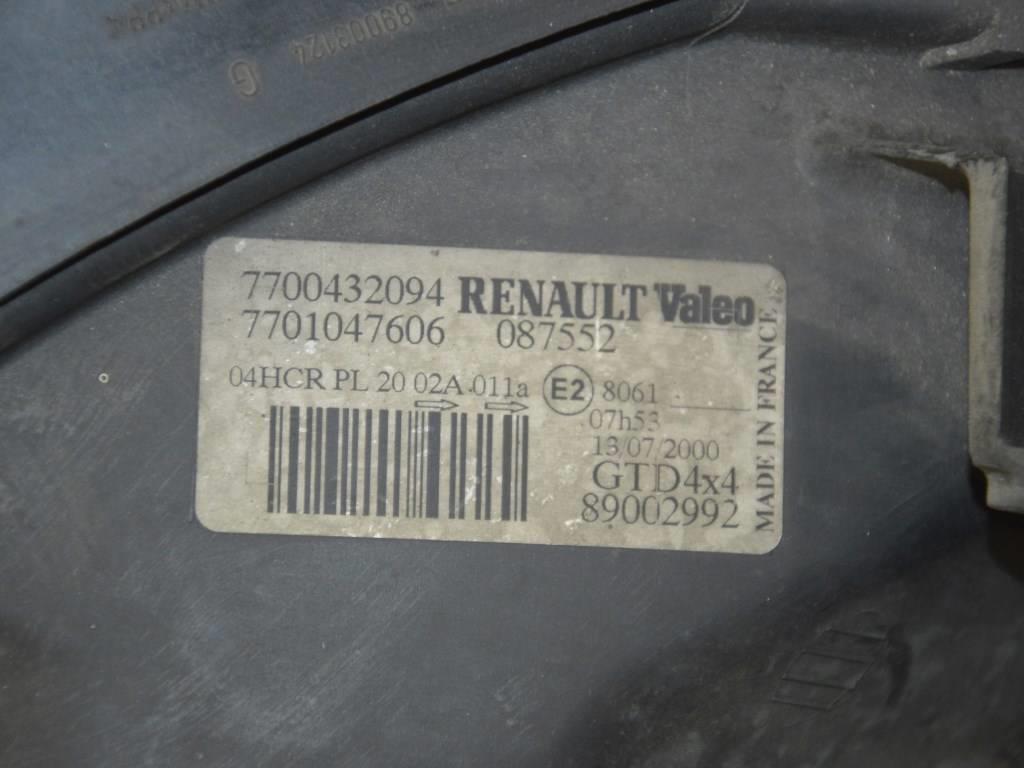 89003124
G
7700432094 RENAULT Valeo
7701047606 087552
04HCR PL 20 02A 011a E2 8061
07h53
13/07/2000
GTD4x4
89002992
MADE IN FRANCE